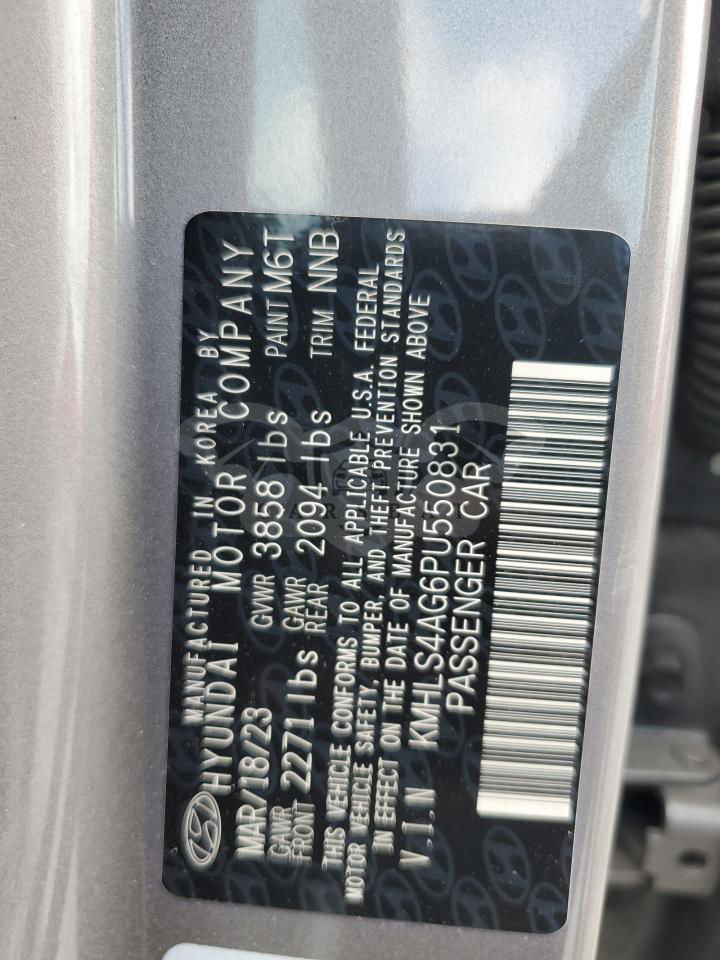 MANUFACTURED IN KOREA BY
HYUNDAI MOTOR COMPANY
MAR/18/23 GVWR 3858 lbs PAINT M6T
GAWR FRONT 2271 lbs GAWR REAR 2094 lbs TRIM NNB
THIS VEHICLE CONFORMS TO ALL APPLICABLE U.S.A. FEDERAL
MOTOR VEHICLE SAFETY, BUMPER, AND THEFT PREVENTION STANDARDS
IN EFFECT ON THE DATE OF MANUFACTURE SHOWN ABOVE
V.I.N KMHLS4AG6PU550831
PASSENGER CAR